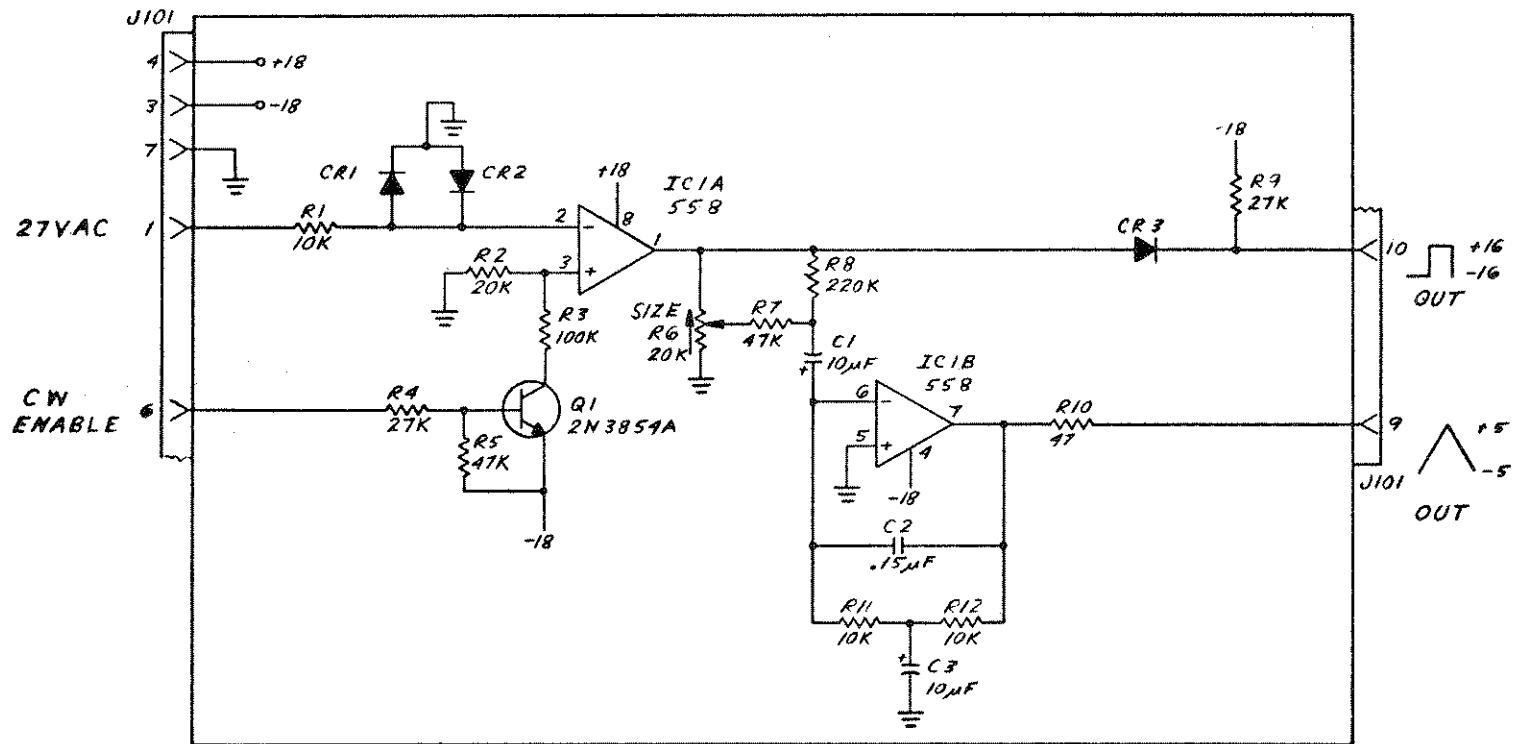 J101
4
+18
3
-18
7
CR1
CR2
27VAC
1
R1
10K
2
3
+18
8
IC1A
558
1
R2
20K
R3
100K
SIZE
R6
20K
R7
47K
R8
220K
C1
10µF
+
CR3
-18
R9
27K
10
+16
-16
OUT
CW
ENABLE
6
R4
27K
R5
47K
Q1
2N3854A
-18
IC1B
558
6
5
7
4
-18
R10
47
9
J101
+5
-5
OUT
C2
.15µF
R11
10K
R12
10K
+
C3
10µF